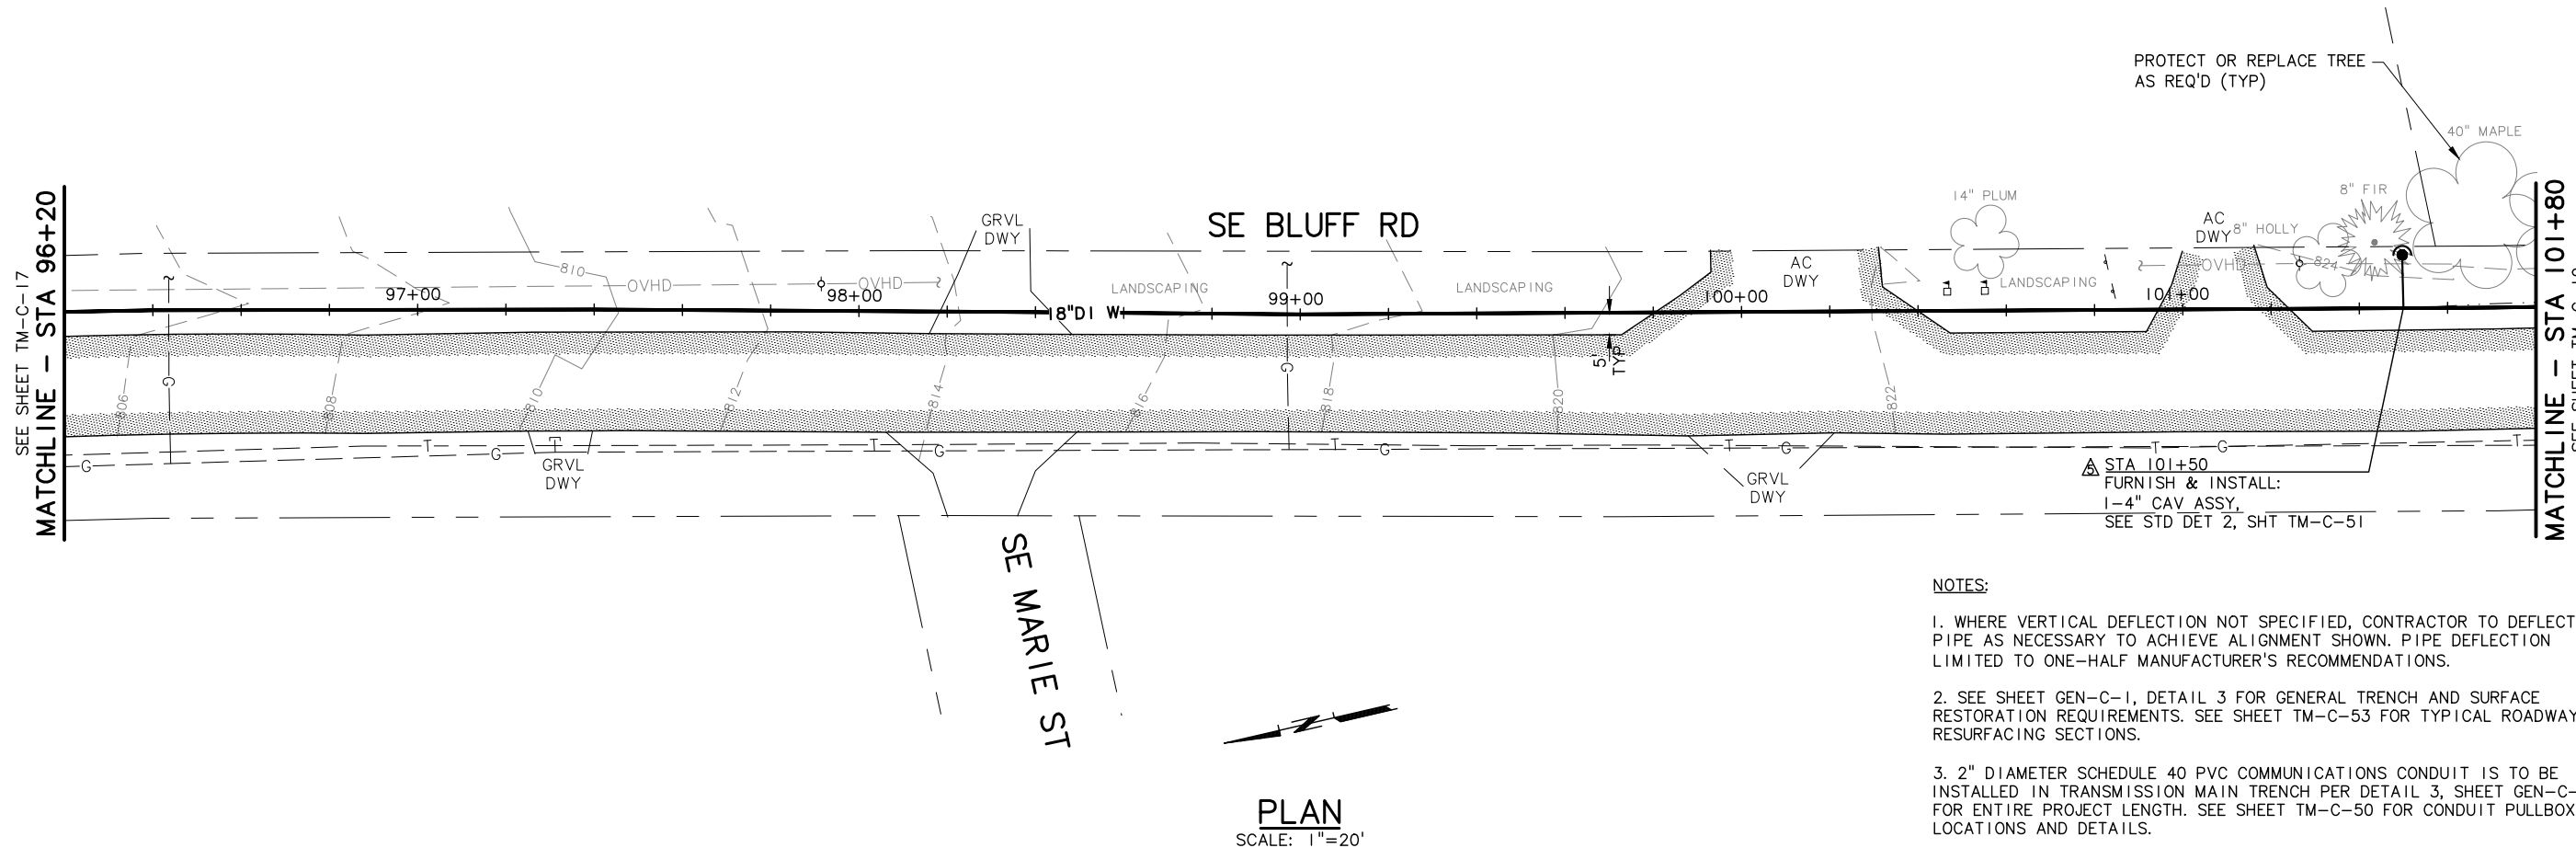 PROTECT OR REPLACE TREE
AS REQ'D (TYP)
40" MAPLE
SEE SHEET TM-C-17
MATCHLINE - STA 96+20
GRVL
DWY
SE BLUFF RD
14" PLUM
8" FIR
AC
DWY
8" HOLLY
MATCHLINE - STA 101+80
810
OVHD
OVHD
LANDSCAPING
LANDSCAPING
AC
DWY
LANDSCAPING
OVHD
824
97+00
98+00
99+00
100+00
101+00
18"DI W
5'
TYP
G
G
806
808
810
812
814
816
818
820
822
G
T
G
T
T
G
T
G
T
G
T
G
T
GRVL
DWY
GRVL
DWY
5
STA 101+50
FURNISH & INSTALL:
1-4" CAV ASSY,
SEE STD DET 2, SHT TM-C-51
SE MARIE ST
N
PLAN
SCALE: 1"=20'
NOTES:
1. WHERE VERTICAL DEFLECTION NOT SPECIFIED, CONTRACTOR TO DEFLECT
PIPE AS NECESSARY TO ACHIEVE ALIGNMENT SHOWN. PIPE DEFLECTION
LIMITED TO ONE-HALF MANUFACTURER'S RECOMMENDATIONS.
2. SEE SHEET GEN-C-1, DETAIL 3 FOR GENERAL TRENCH AND SURFACE
RESTORATION REQUIREMENTS. SEE SHEET TM-C-53 FOR TYPICAL ROADWAY
RESURFACING SECTIONS.
3. 2" DIAMETER SCHEDULE 40 PVC COMMUNICATIONS CONDUIT IS TO BE
INSTALLED IN TRANSMISSION MAIN TRENCH PER DETAIL 3, SHEET GEN-C-
FOR ENTIRE PROJECT LENGTH. SEE SHEET TM-C-50 FOR CONDUIT PULLBOX
LOCATIONS AND DETAILS.